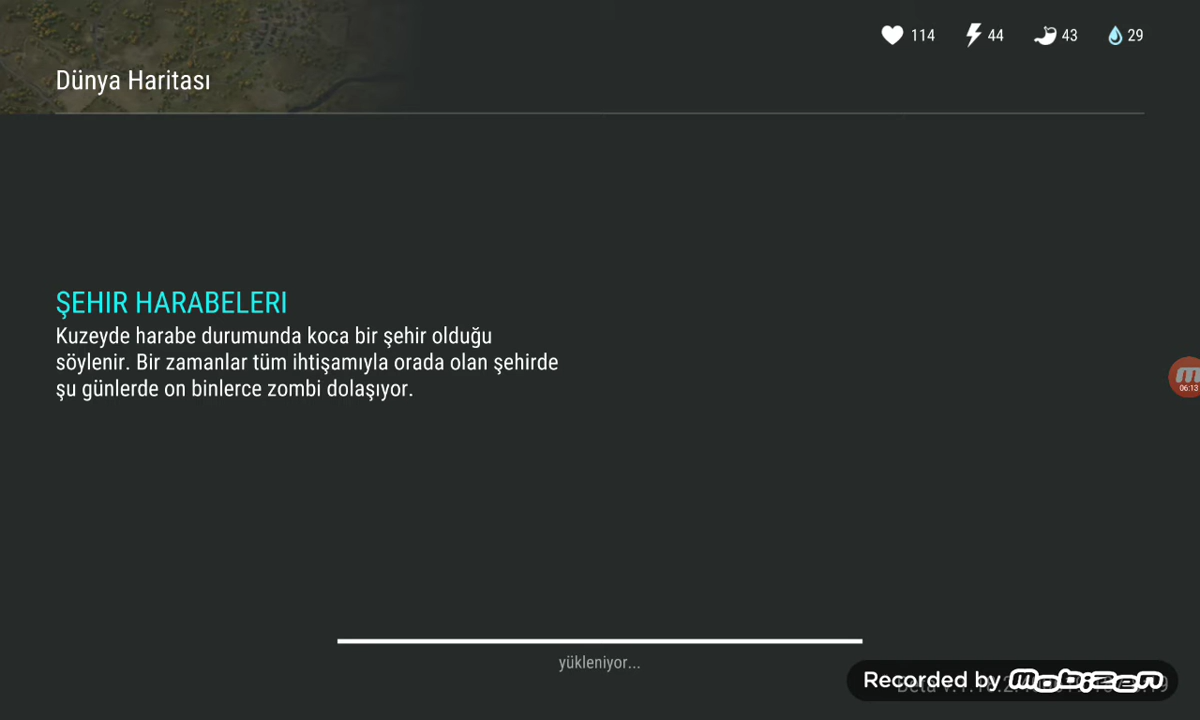 114 44 43 29
Dünya Haritası
ŞEHIR HARABELERI
Kuzeyde harabe durumunda koca bir şehir olduğu
söylenir. Bir zamanlar tüm ihtişamıyla orada olan şehirde
şu günlerde on binlerce zombi dolaşıyor.
06:13
yükleniyor...
Recorded by Mobizen